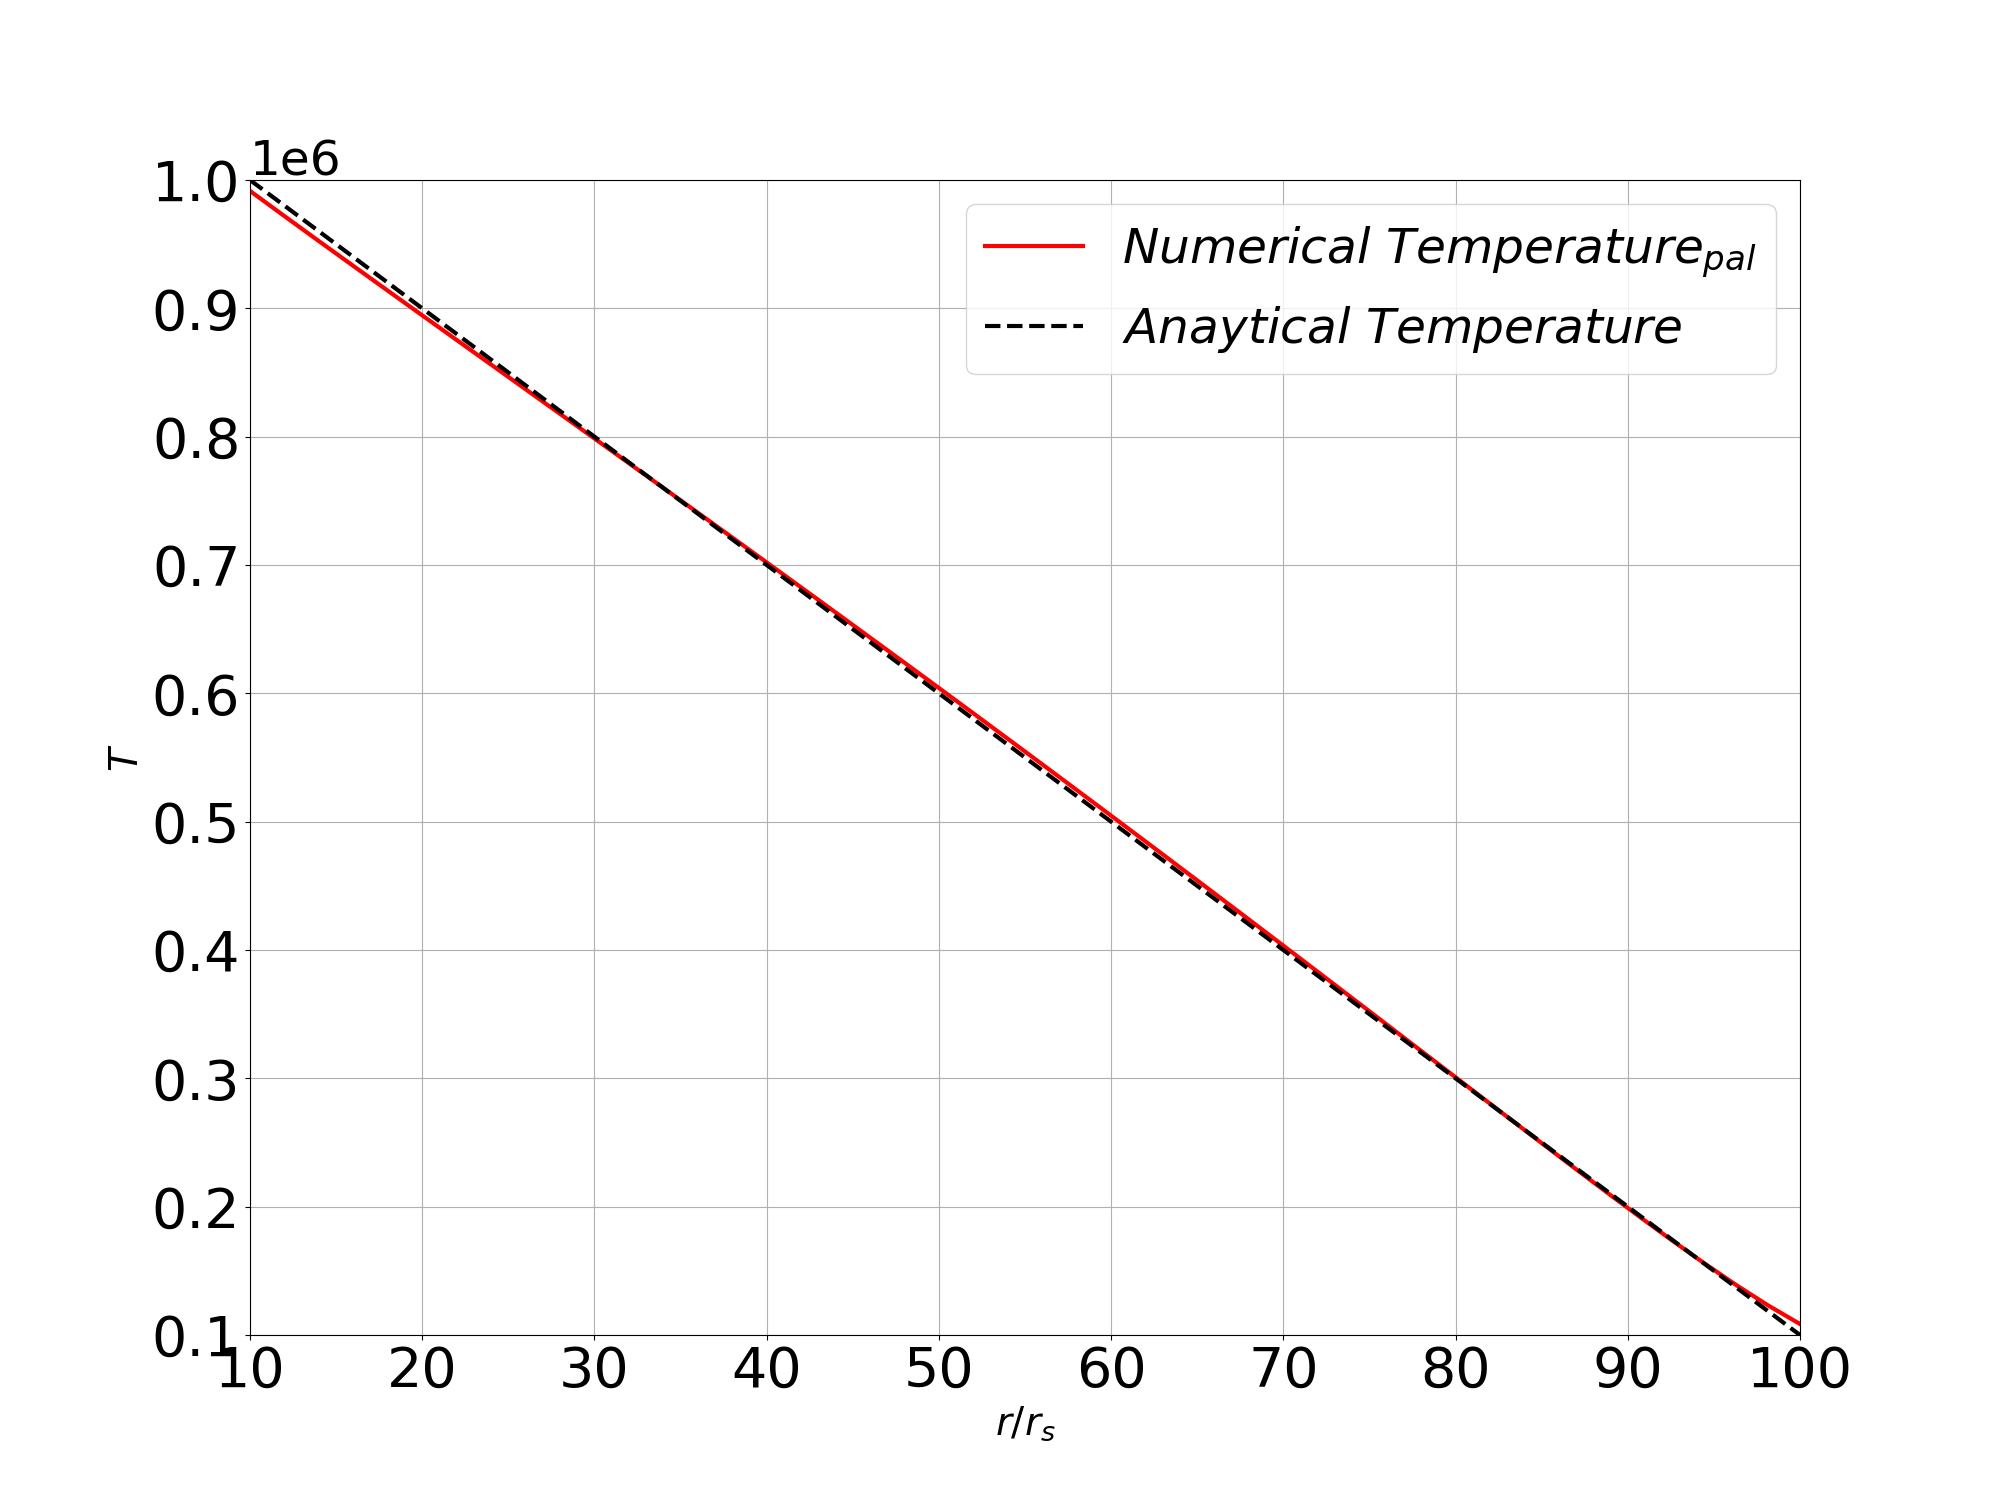 1e6
1.0
0.9
0.8
0.7
0.6
0.5
0.4
0.3
0.2
0.1
T
Numerical Temperature_pal
Anaytical Temperature
10 20 30 40 50 60 70 80 90 100
r/r_s